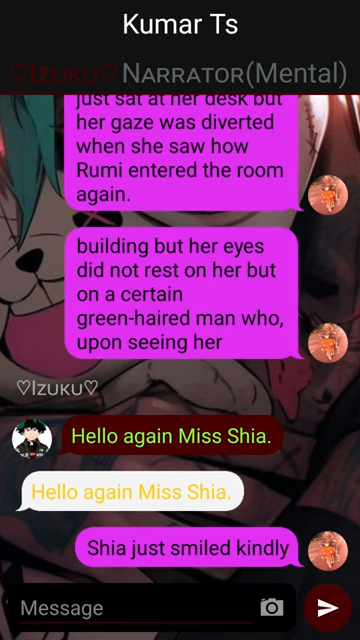 Kumar Ts
♡Izuku♡Narrator(Mental)
just sat at her desk but
her gaze was diverted
when she saw how
Rumi entered the room
again.
building but her eyes
did not rest on her but
on a certain
green-haired man who,
upon seeing her
♡Izuku♡
Hello again Miss Shia.
Hello again Miss Shia.
Shia just smiled kindly
Message